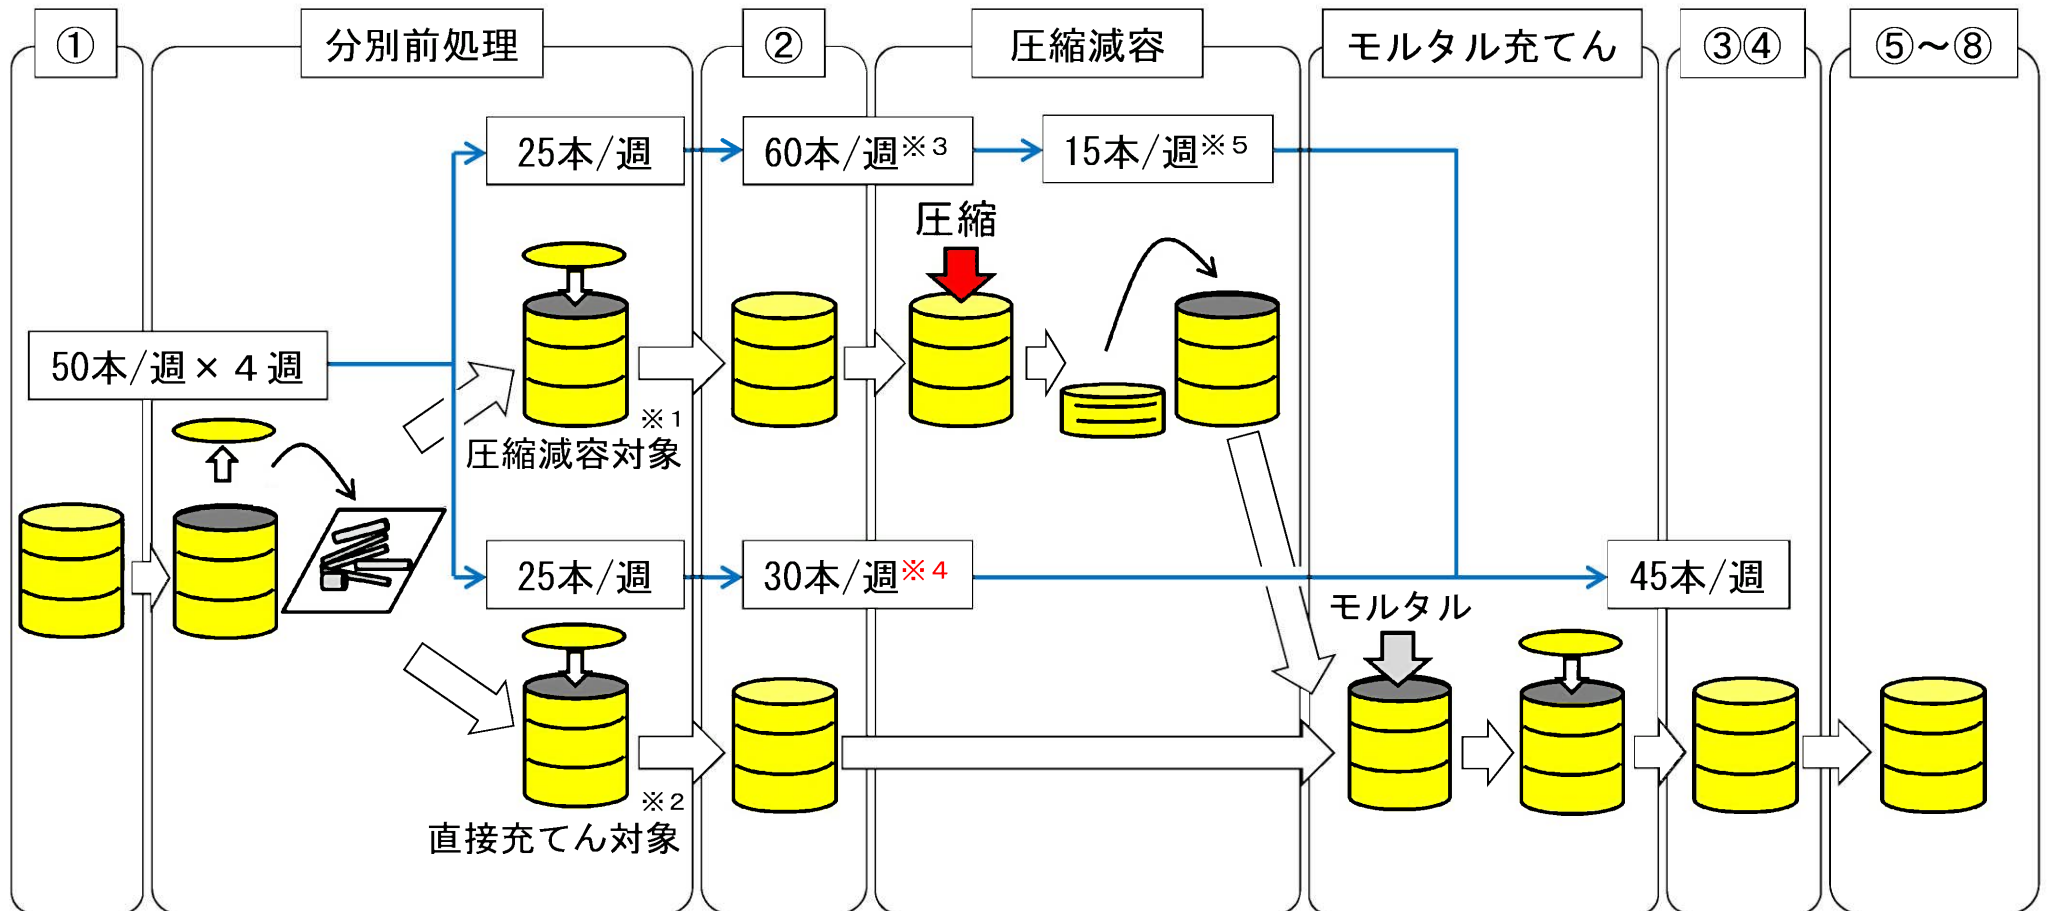 ①
分別前処理
②
圧縮減容
モルタル充てん
③④
⑤～⑧
25本/週
60本/週※3
15本/週※5
圧縮
50本/週×4週
※1
圧縮減容対象
25本/週
30本/週※4
45本/週
モルタル
※2
直接充てん対象